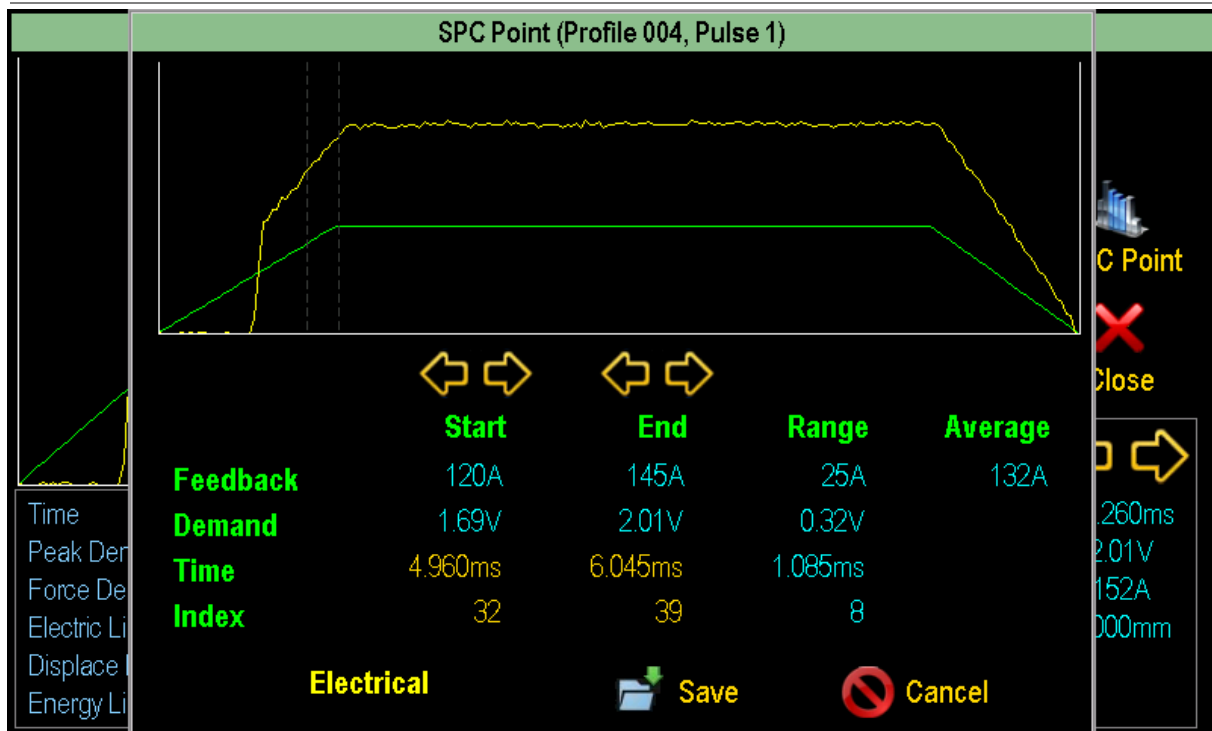 SPC Point (Profile 004, Pulse 1)
C Point
Close
Start End Range Average
Feedback 120A 145A 25A 132A
Demand 1.69V 2.01V 0.32V
Time 4.960ms 6.045ms 1.085ms
Index 32 39 8
Electrical Save Cancel
Time .260ms
Peak Der 2.01V
Force De 152A
Electric Li 000mm
Displace
Energy Li